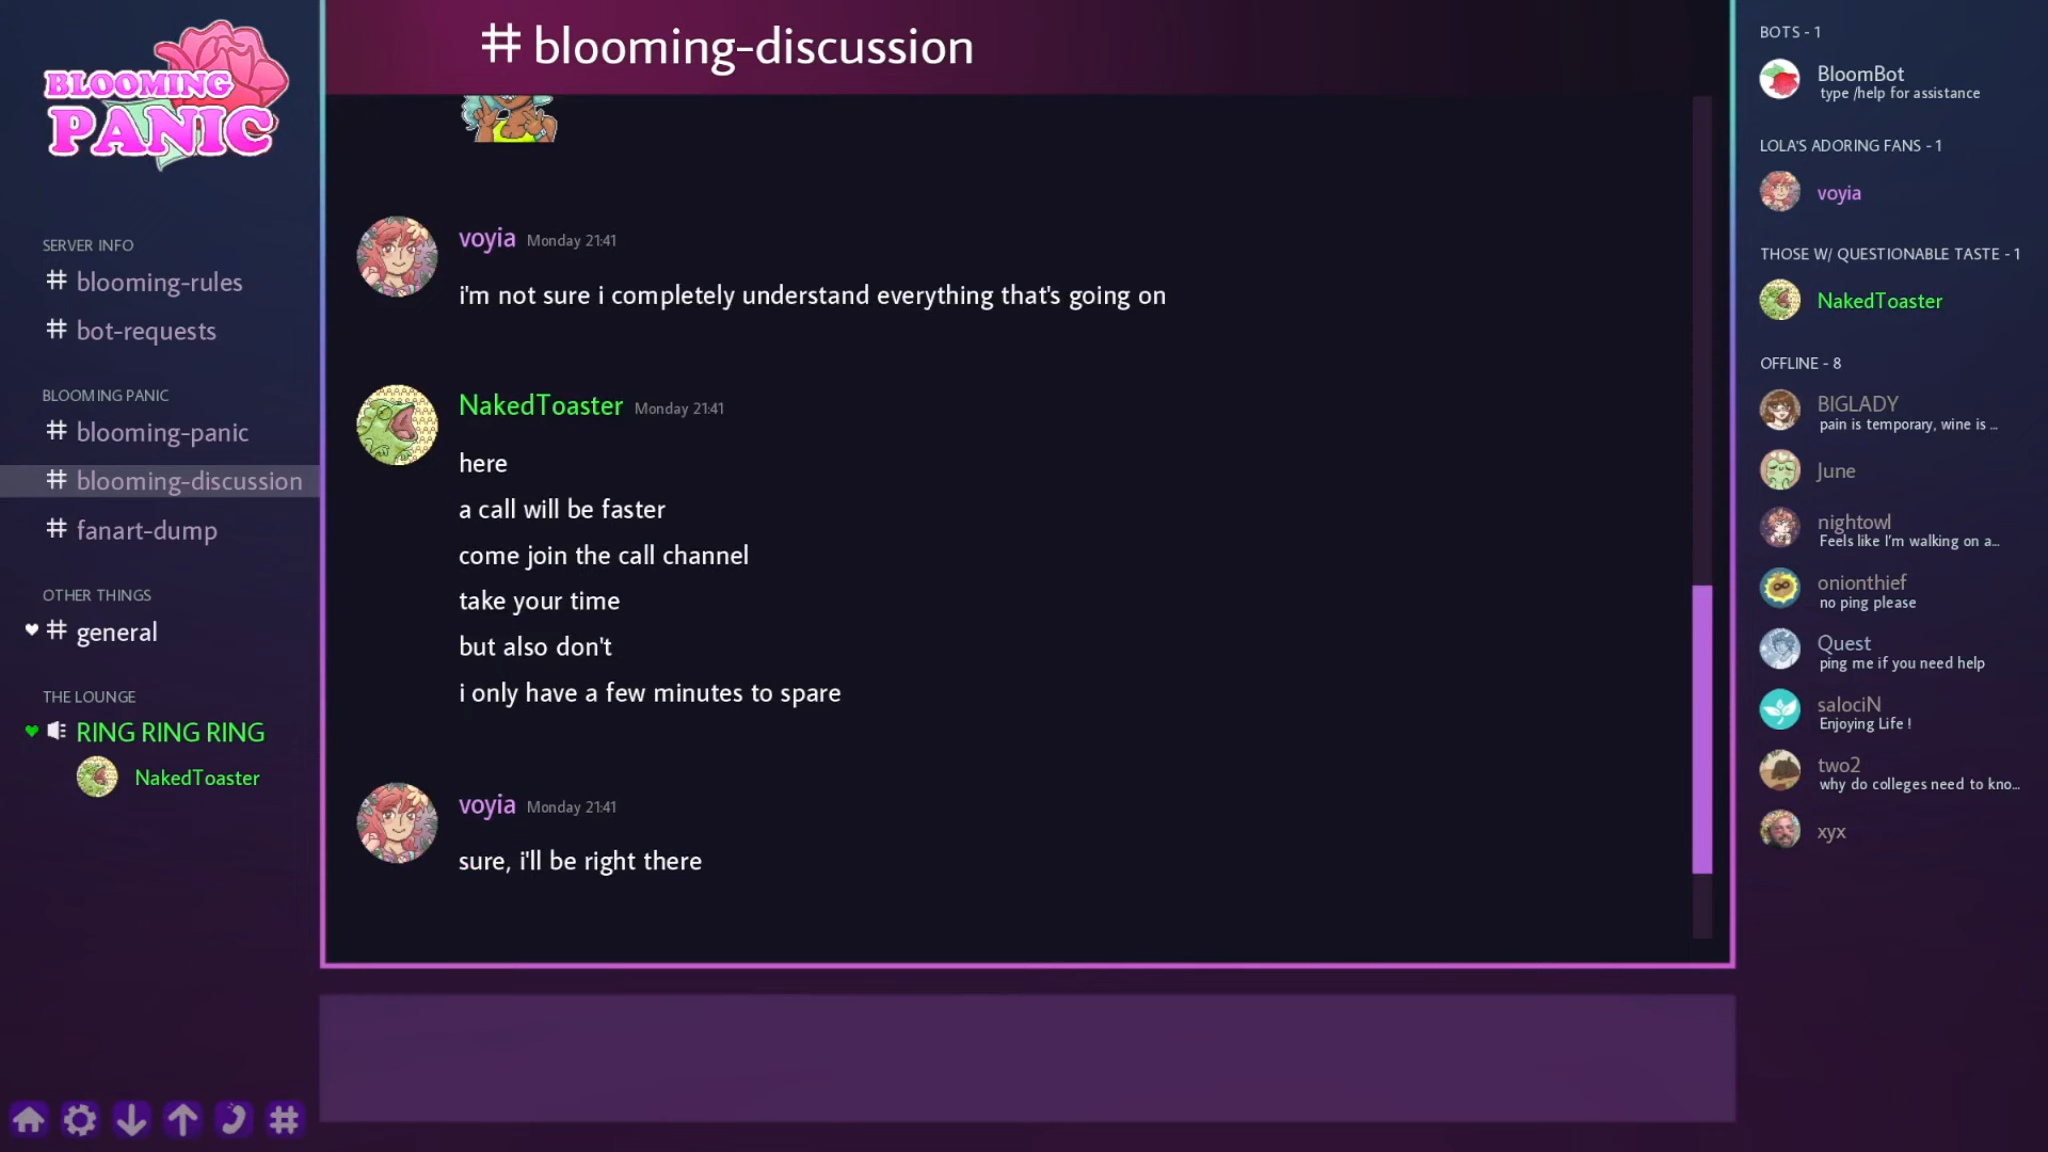 BLOOMING
PANIC
SERVER INFO
# blooming-rules
# bot-requests
BLOOMING PANIC
# blooming-panic
# blooming-discussion
# fanart-dump
OTHER THINGS
# general
THE LOUNGE
RING RING RING
NakedToaster
# blooming-discussion
voyia Monday 21:41
i'm not sure i completely understand everything that's going on
NakedToaster Monday 21:41
here
a call will be faster
come join the call channel
take your time
but also don't
i only have a few minutes to spare
voyia Monday 21:41
sure, i'll be right there
BOTS - 1
BloomBot
type /help for assistance
LOLA'S ADORING FANS - 1
voyia
THOSE W/ QUESTIONABLE TASTE - 1
NakedToaster
OFFLINE - 8
BIGLADY
pain is temporary, wine is ...
June
nightowl
Feels like I'm walking on a...
onionthief
no ping please
Quest
ping me if you need help
salociN
Enjoying Life !
two2
why do colleges need to kno...
xyx